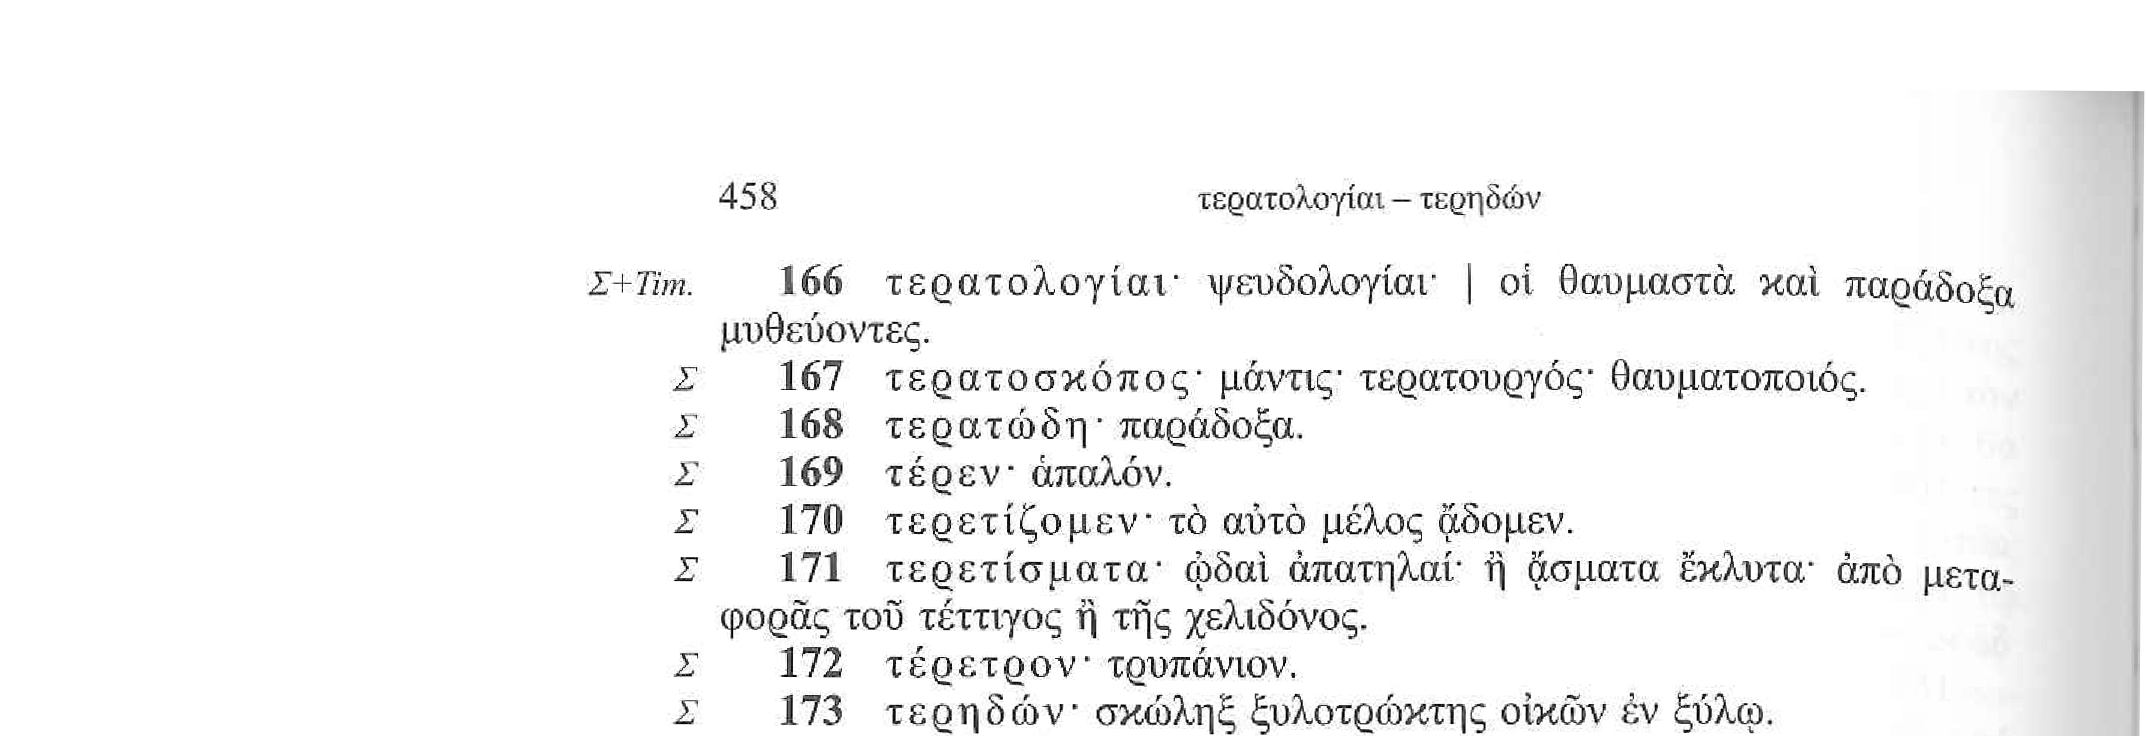 458 τερατολογίαι – τερηδών
Σ+Tim. 166 τερατολογίαι· ψευδολογίαι· | οἱ θαυμαστὰ καὶ παράδοξα
μυθεύοντες.
Σ 167 τερατοσκόπος· μάντις· τερατουργός· θαυματοποιός.
Σ 168 τερατώδη· παράδοξα.
Σ 169 τέρεν· ἁπαλόν.
Σ 170 τερετίζομεν· τὸ αὐτὸ μέλος ᾄδομεν.
Σ 171 τερετίσματα· ᾠδαὶ ἀπατηλαί· ἢ ᾄσματα ἔκλυτα· ἀπὸ μετα-
φορᾶς τοῦ τέττιγος ἢ τῆς χελιδόνος.
Σ 172 τέρετρον· τρυπάνιον.
Σ 173 τερηδών· σκώληξ ξυλοτρώκτης οἰκῶν ἐν ξύλῳ.